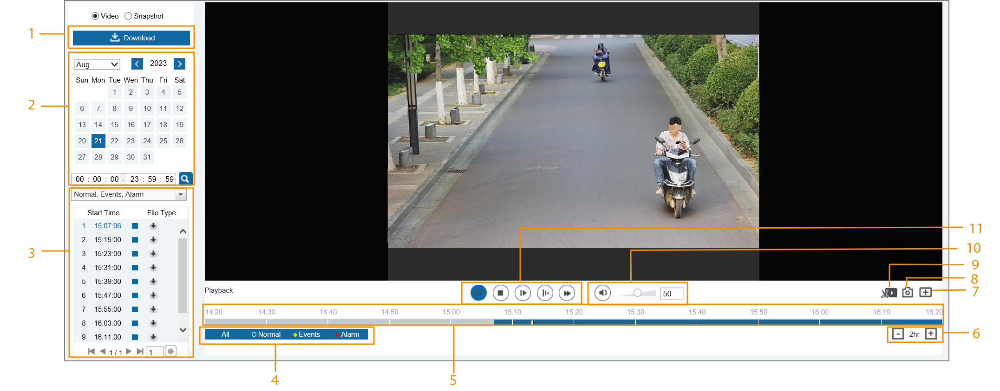 Video Snapshot
1
Download
2
Aug 2023
Sun Mon Tue Wen Thu Fri Sat
1 2 3 4 5
6 7 8 9 10 11 12
13 14 15 16 17 18 19
20 21 22 23 24 25 26
27 28 29 30 31
00 : 00 : 00 - 23 : 59 : 59
3
Normal, Events, Alarm
Start Time File Type
1 15:07:06
2 15:15:00
3 15:23:00
4 15:31:00
5 15:39:00
6 15:47:00
7 15:55:00
8 16:03:00
9 16:11:00
1 / 1 1
11
10
9
8
7
Playback
50
14:20 14:30 14:40 14:50 15:00 15:10 15:20 15:30 15:40 15:50 16:00 16:10 16:20
All Normal Events Alarm
- 2hr +
6
4
5